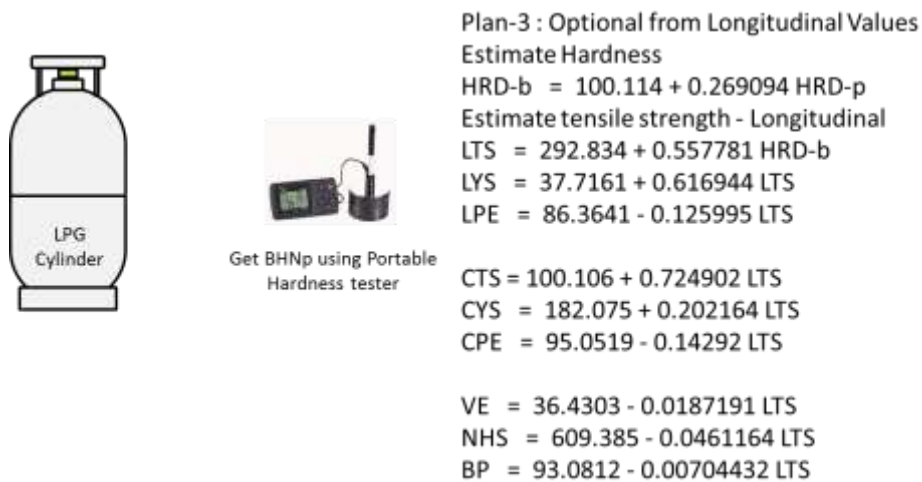 LPG
Cylinder
Get BHNp using Portable
Hardness tester
Plan-3 : Optional from Longitudinal Values
Estimate Hardness
HRD-b = 100.114 + 0.269094 HRD-p
Estimate tensile strength - Longitudinal
LTS = 292.834 + 0.557781 HRD-b
LYS = 37.7161 + 0.616944 LTS
LPE = 86.3641 - 0.125995 LTS
CTS = 100.106 + 0.724902 LTS
CYS = 182.075 + 0.202164 LTS
CPE = 95.0519 - 0.14292 LTS
VE = 36.4303 - 0.0187191 LTS
NHS = 609.385 - 0.0461164 LTS
BP = 93.0812 - 0.00704432 LTS